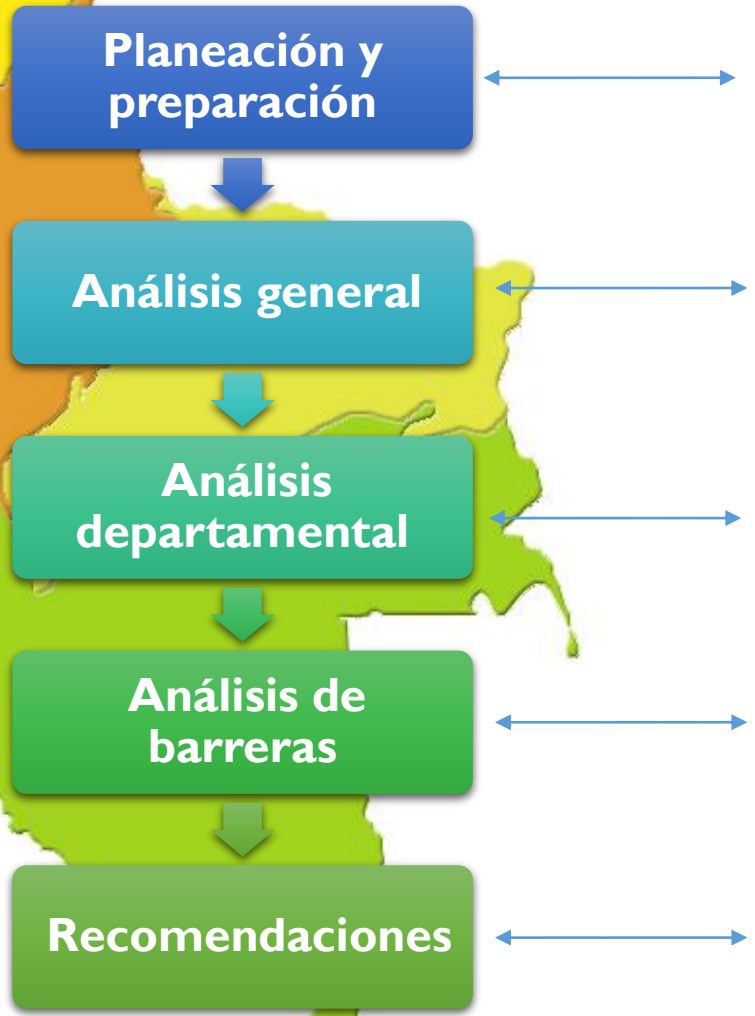 Planeación y
preparación
Análisis general
Análisis
departamental
Análisis de
barreras
Recomendaciones